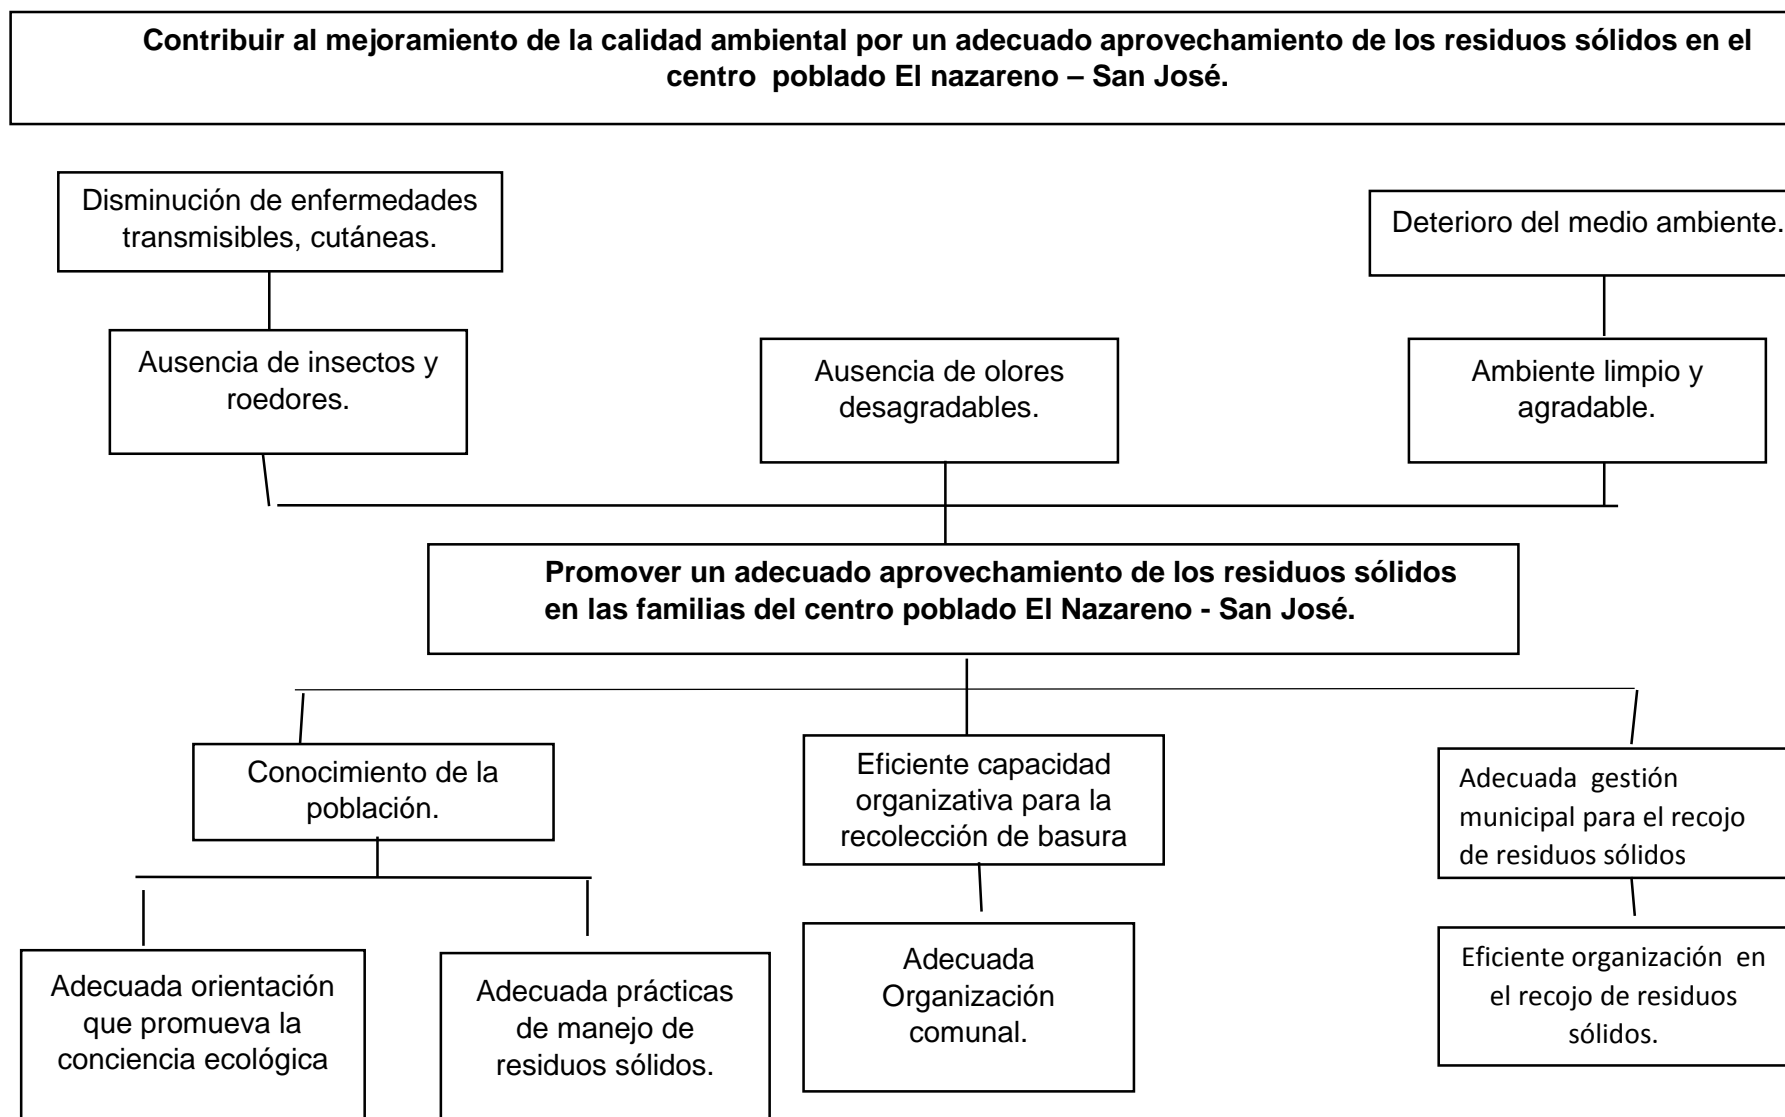 Contribuir al mejoramiento de la calidad ambiental por un adecuado aprovechamiento de los residuos sólidos en el
centro poblado El nazareno – San José.
Disminución de enfermedades
transmisibles, cutáneas.
Deterioro del medio ambiente.
Ausencia de insectos y
roedores.
Ausencia de olores
desagradables.
Ambiente limpio y
agradable.
Promover un adecuado aprovechamiento de los residuos sólidos
en las familias del centro poblado El Nazareno - San José.
Conocimiento de la
población.
Eficiente capacidad
organizativa para la
recolección de basura
Adecuada gestión
municipal para el recojo
de residuos sólidos
Adecuada orientación
que promueva la
conciencia ecológica
Adecuada prácticas
de manejo de
residuos sólidos.
Adecuada
Organización
comunal.
Eficiente organización en
el recojo de residuos
sólidos.